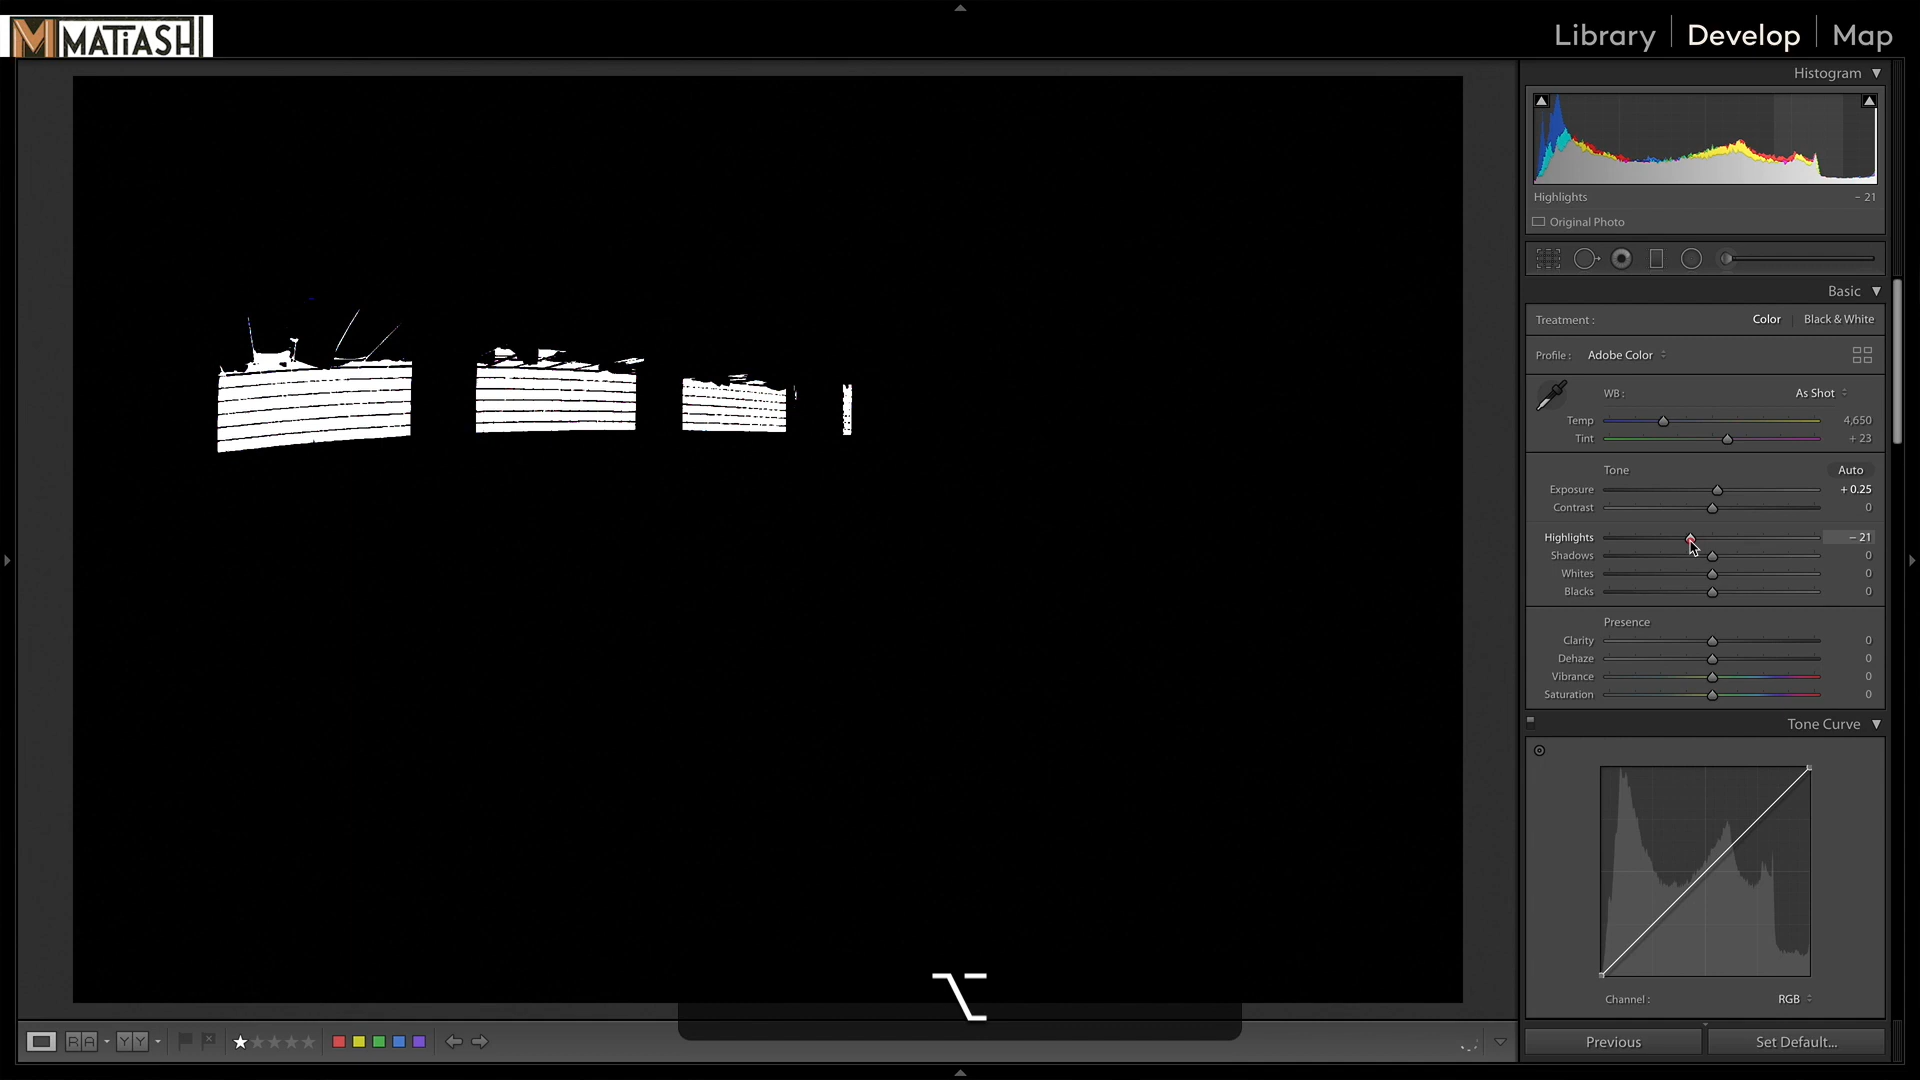 M MATiASH
Library Develop Map
Histogram
Highlights − 21
Original Photo
Basic
Treatment : Color Black & White
Profile : Adobe Color
WB : As Shot
Temp 4,650
Tint + 23
Tone Auto
Exposure + 0.25
Contrast 0
Highlights − 21
Shadows 0
Whites 0
Blacks 0
Presence
Clarity 0
Dehaze 0
Vibrance 0
Saturation 0
Tone Curve
Channel : RGB
⌥
R A Y Y
Previous Set Default...